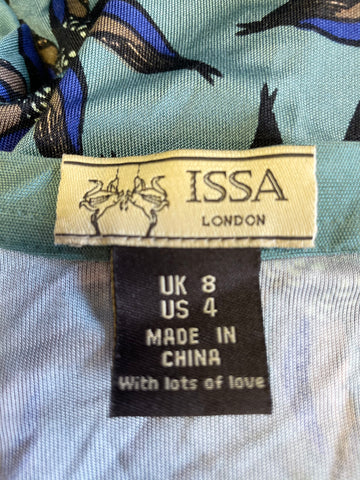 ISSA
LONDON
UK 8
US 4
MADE IN
CHINA
With lots of love